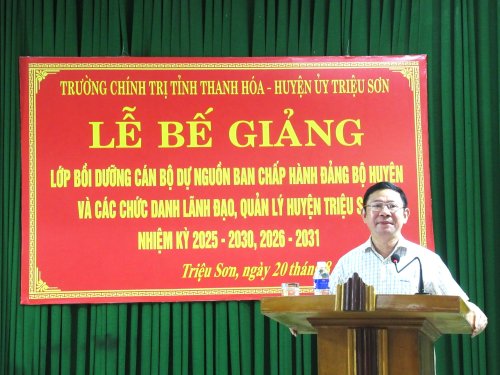 TRƯỜNG CHÍNH TRỊ TỈNH THANH HÓA - HUYỆN ỦY TRIỆU SƠN
LỄ BẾ GIẢNG
LỚP BỒI DƯỠNG CÁN BỘ DỰ NGUỒN BAN CHẤP HÀNH ĐẢNG BỘ HUYỆN
VÀ CÁC CHỨC DANH LÃNH ĐẠO, QUẢN LÝ HUYỆN TRIỆU S
NHIỆM KỲ 2025 - 2030, 2026 - 2031
Triệu Sơn, ngày 20 thá